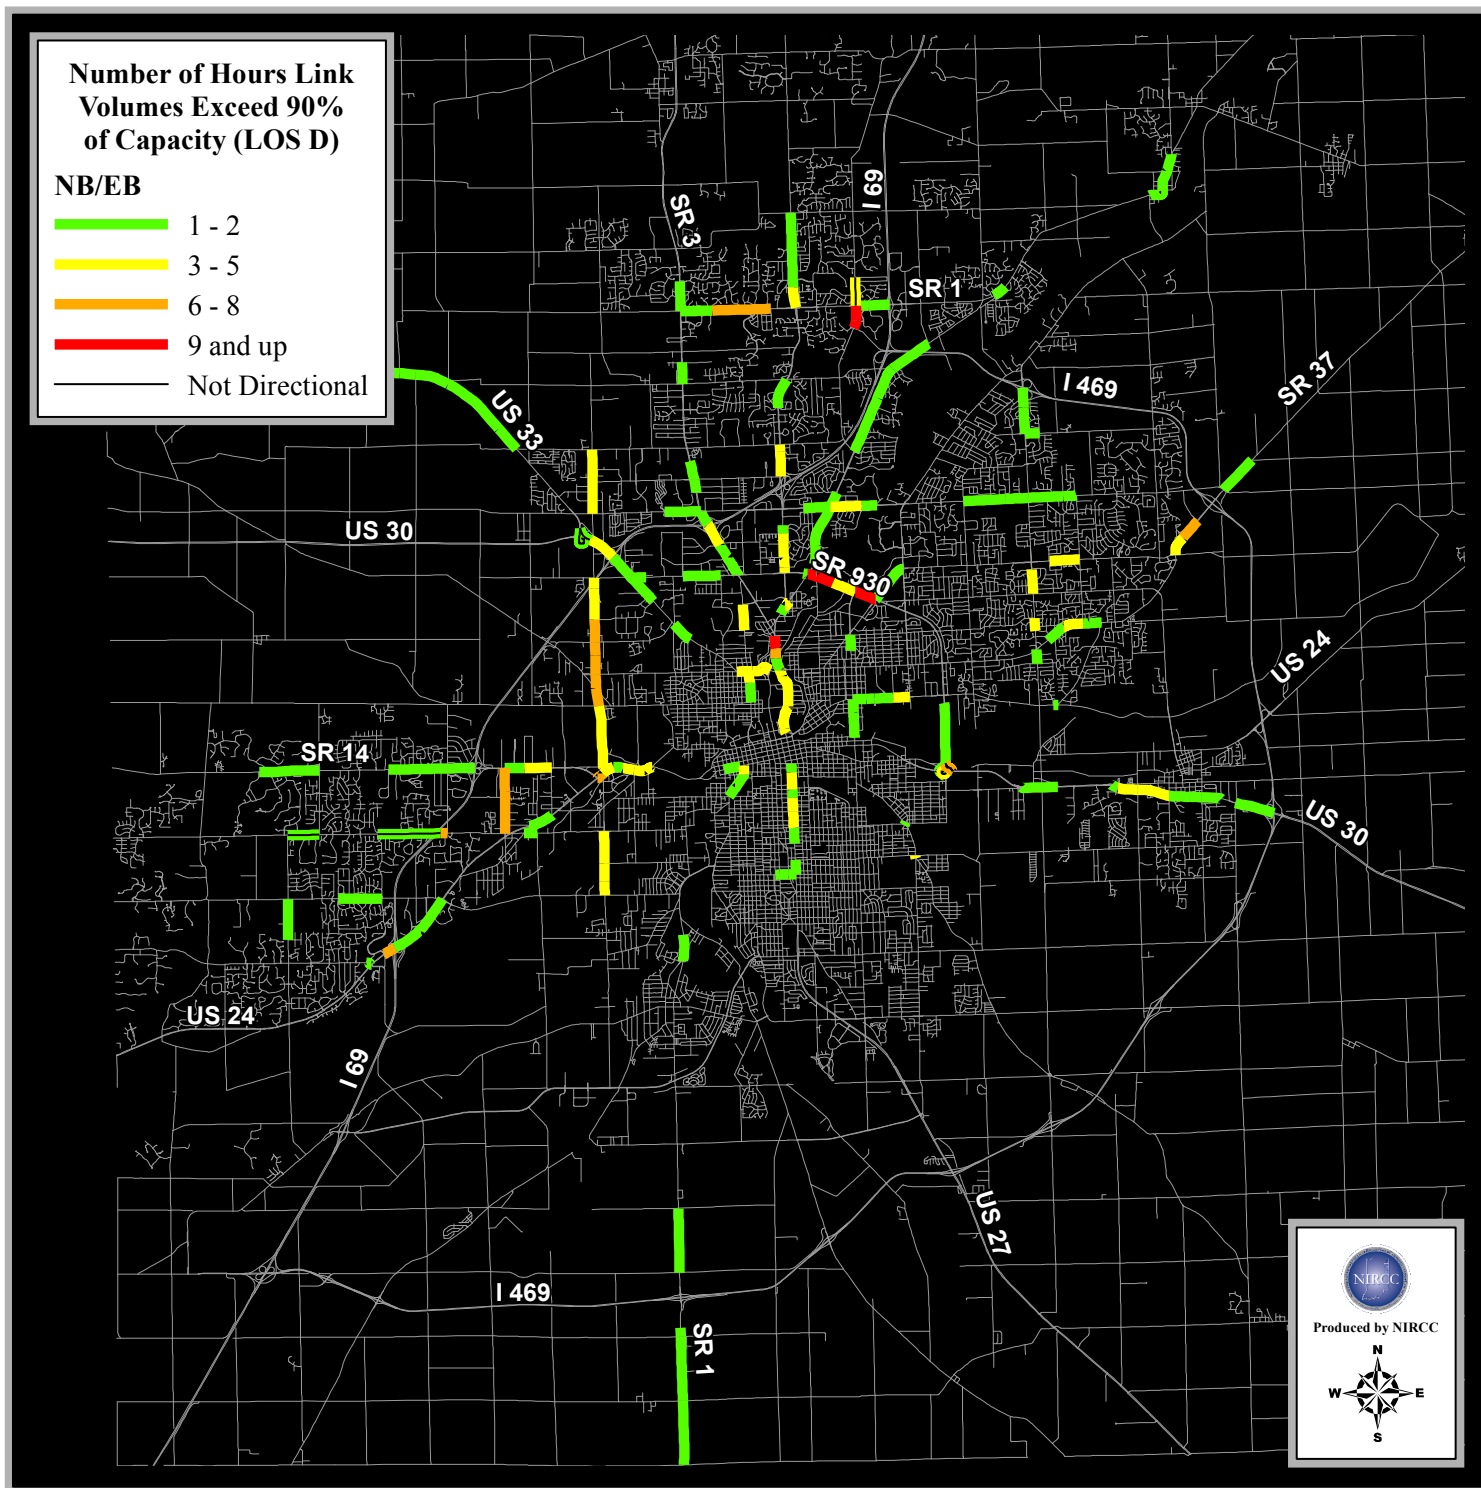 Number of Hours Link
Volumes Exceed 90%
of Capacity (LOS D)
NB/EB
1 - 2
3 - 5
6 - 8
9 and up
Not Directional
SR 3
I 69
SR 1
I 469
SR 37
US 33
US 30
SR 930
US 24
SR 14
US 30
US 24
I 69
US 27
I 469
SR 1
NIRCC
Produced by NIRCC
N
W E
S